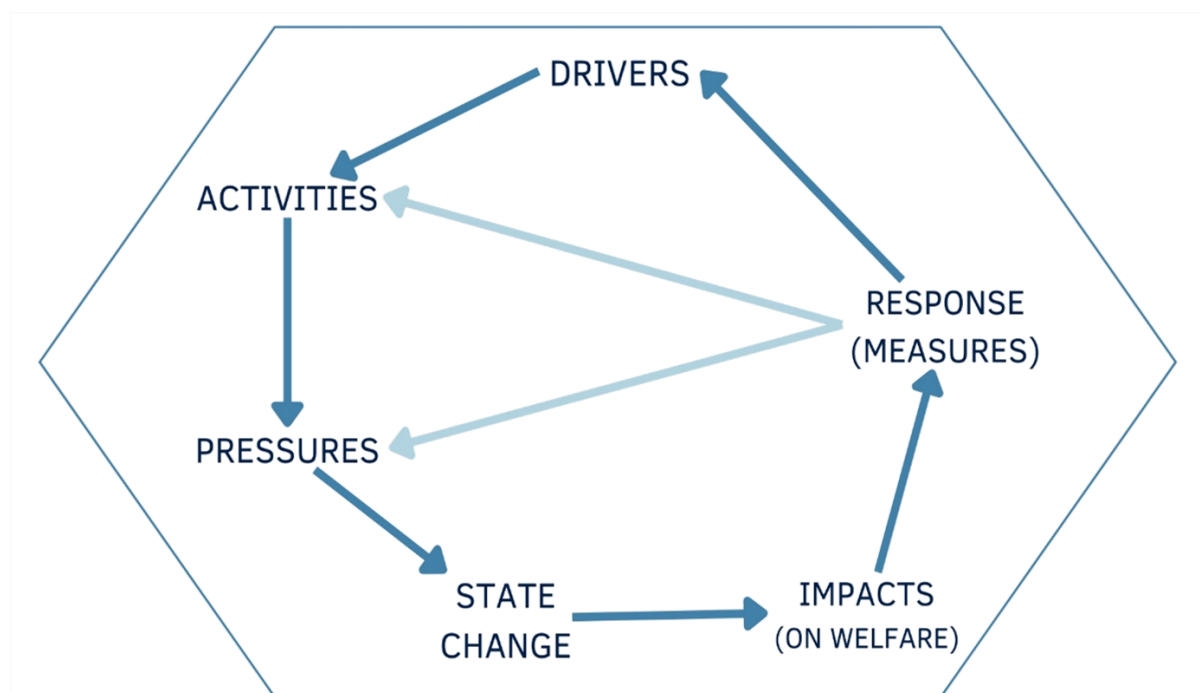 DRIVERS
ACTIVITIES
RESPONSE
(MEASURES)
PRESSURES
STATE
CHANGE
IMPACTS
(ON WELFARE)